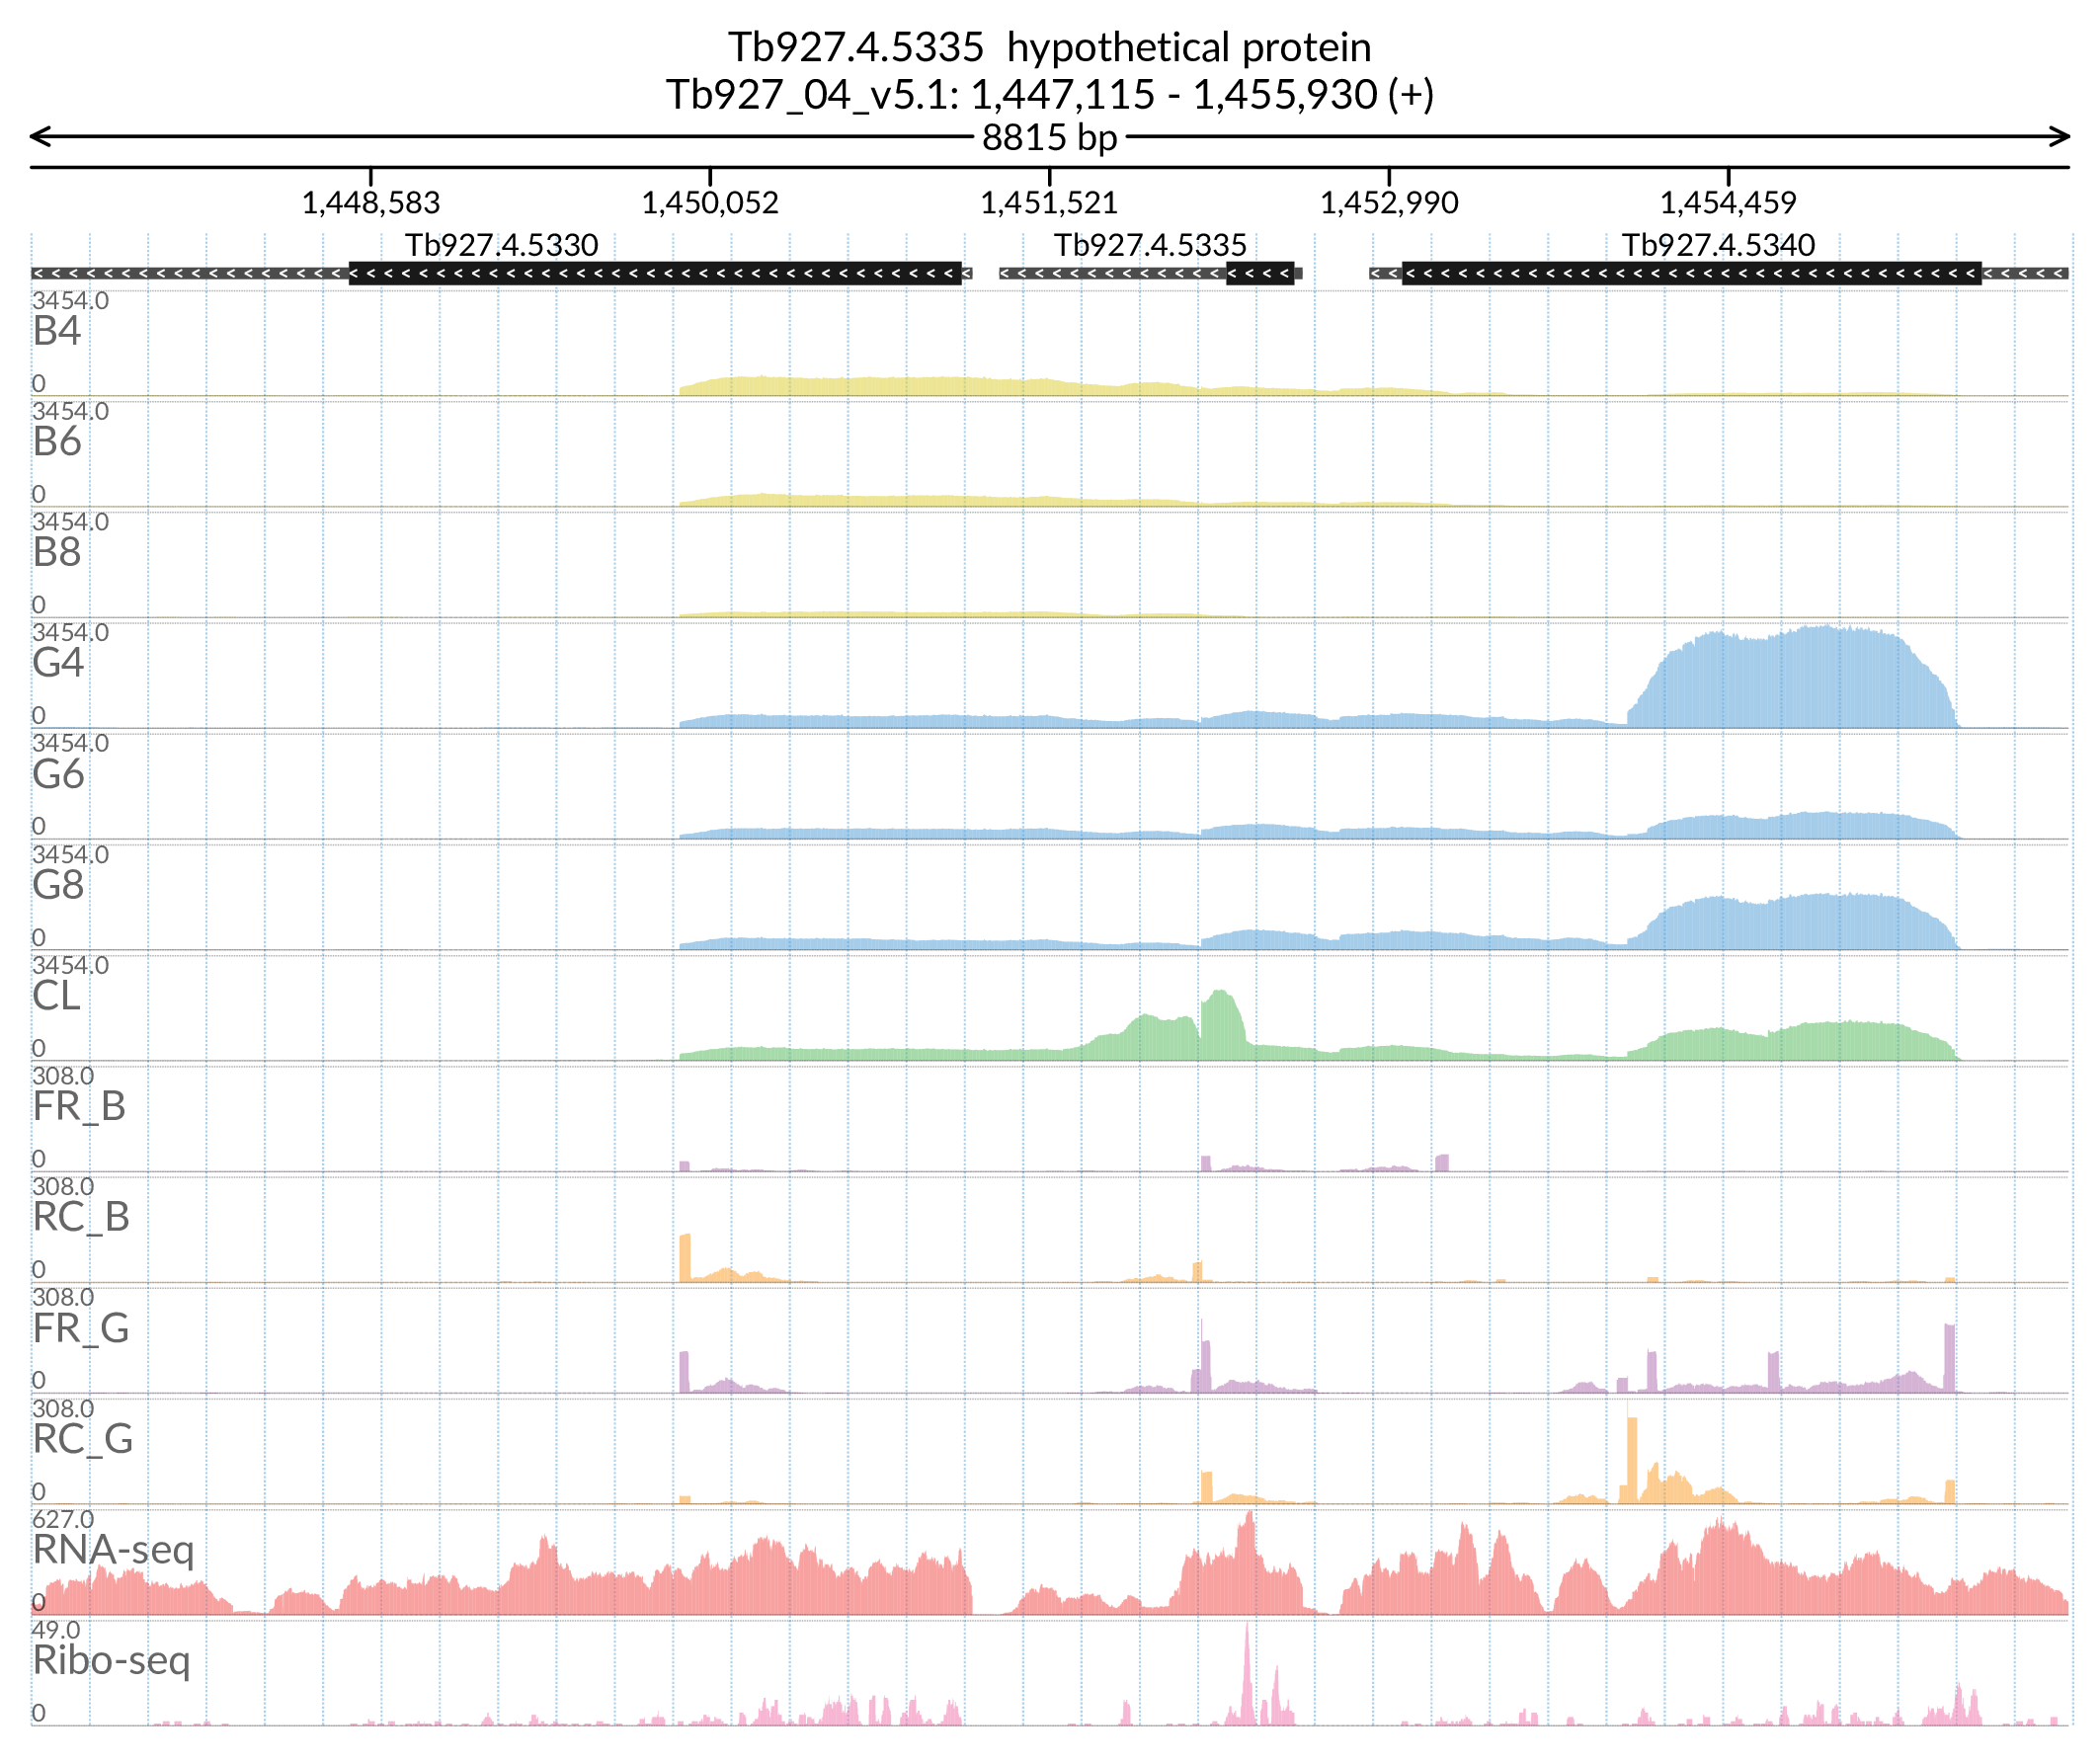 Tb927.4.5335 hypothetical protein
Tb927_04_v5.1: 1,447,115 - 1,455,930 (+)
8815 bp
1,448,583 1,450,052 1,451,521 1,452,990 1,454,459
Tb927.4.5330 Tb927.4.5335 Tb927.4.5340
3454.0
B4
0
3454.0
B6
0
3454.0
B8
0
3454.0
G4
0
3454.0
G6
0
3454.0
G8
0
3454.0
CL
0
308.0
FR_B
0
308.0
RC_B
0
308.0
FR_G
0
308.0
RC_G
0
627.0
RNA-seq
0
49.0
Ribo-seq
0